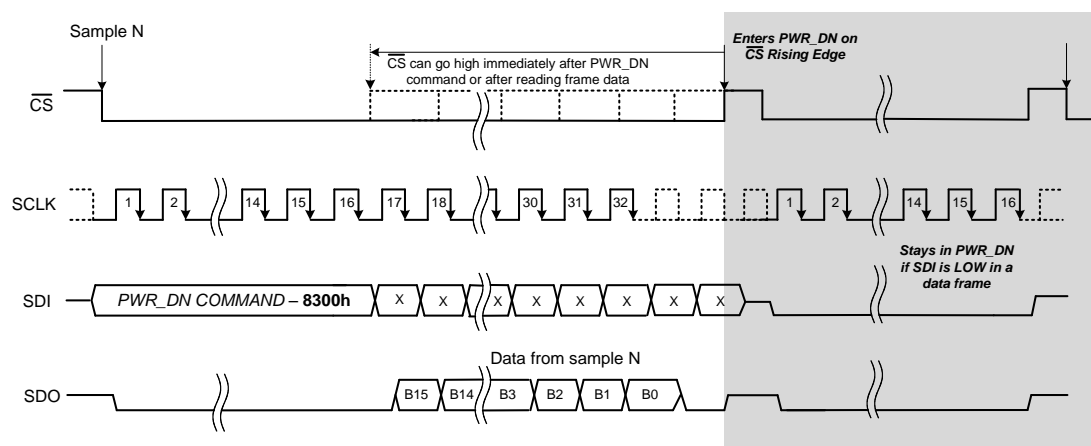 Sample N
CS can go high immediately after PWR_DN
command or after reading frame data
Enters PWR_DN on
CS Rising Edge
CS
SCLK
1 2 14 15 16 17 18 30 31 32 1 2 14 15 16
Stays in PWR_DN
if SDI is LOW in a
data frame
SDI
PWR_DN COMMAND – 8300h
X X X X X X X X
Data from sample N
SDO
B15 B14 B3 B2 B1 B0